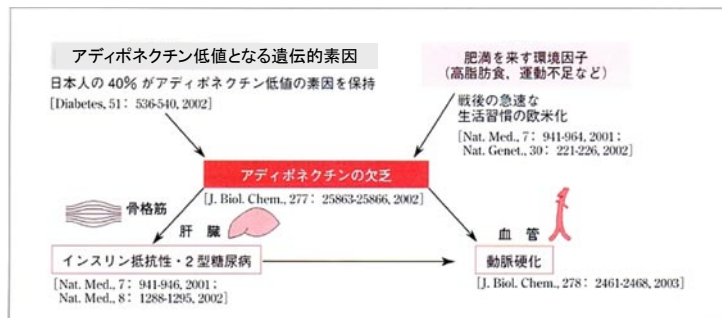 アディポネクチン低値となる遺伝的素因
日本人の40%がアディポネクチン低値の素因を保持
[Diabetes, 51: 536-540, 2002]
肥満を来す環境因子
(高脂肪食, 運動不足など)
戦後の急速な
生活習慣の欧米化
[Nat. Med., 7: 941-964, 2001;
Nat. Genet., 30: 221-226, 2002]
アディポネクチンの欠乏
[J. Biol. Chem., 277: 25863-25866, 2002]
骨格筋
肝臓
血管
インスリン抵抗性・2型糖尿病
[Nat. Med., 7: 941-946, 2001;
Nat. Med., 8: 1288-1295, 2002]
動脈硬化
[J. Biol. Chem., 278: 2461-2468, 2003]